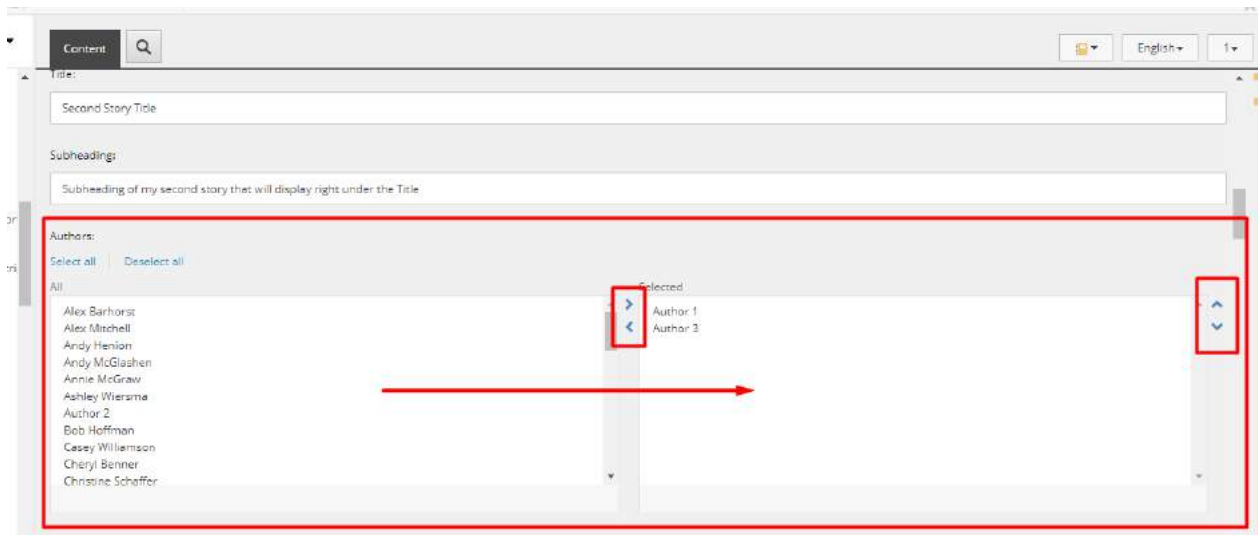 Content
English
1
Title:
Second Story Title
Subheading:
Subheading of my second story that will display right under the Title
Authors:
Select all Deselect all
All
Selected
Alex Barhorst
Alex Mitchell
Andy Henion
Andy McGlashen
Annie McGraw
Ashley Wiersma
Author 2
Bob Hoffman
Casey Williamson
Cheryl Benner
Christine Schaffer
Author 1
Author 3